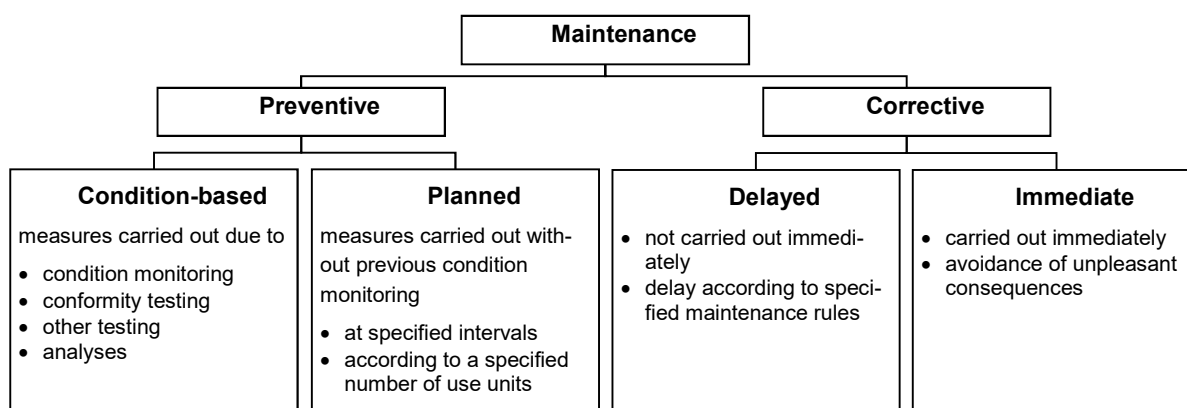 Maintenance
Preventive
Corrective
Condition-based
measures carried out due to
• condition monitoring
• conformity testing
• other testing
• analyses
Planned
measures carried out with-
out previous condition
monitoring
• at specified intervals
• according to a specified
number of use units
Delayed
• not carried out immedi-
ately
• delay according to speci-
fied maintenance rules
Immediate
• carried out immediately
• avoidance of unpleasant
consequences